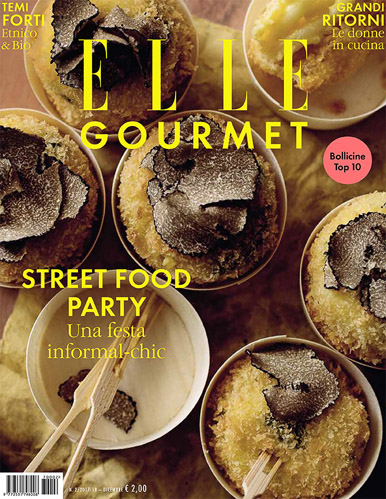 TEMI
FORTI
Etnico
& Bio
GRANDI
RITORNI
Le donne
in cucina
ELLE
GOURMET
Bollicine
Top 10
STREET FOOD
PARTY
Una festa
informal-chic
€ 2,00